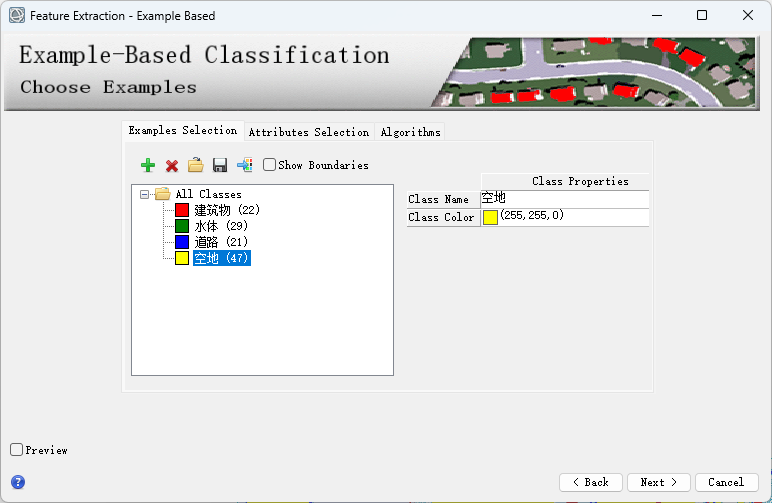 Feature Extraction - Example Based
Example-Based Classification
Choose Examples
Examples Selection Attributes Selection Algorithms
Show Boundaries
Class Properties
All Classes
Class Name 空地
建筑物 (22)
Class Color (255,255,0)
水体 (29)
道路 (21)
空地 (47)
Preview
? < Back Next > Cancel